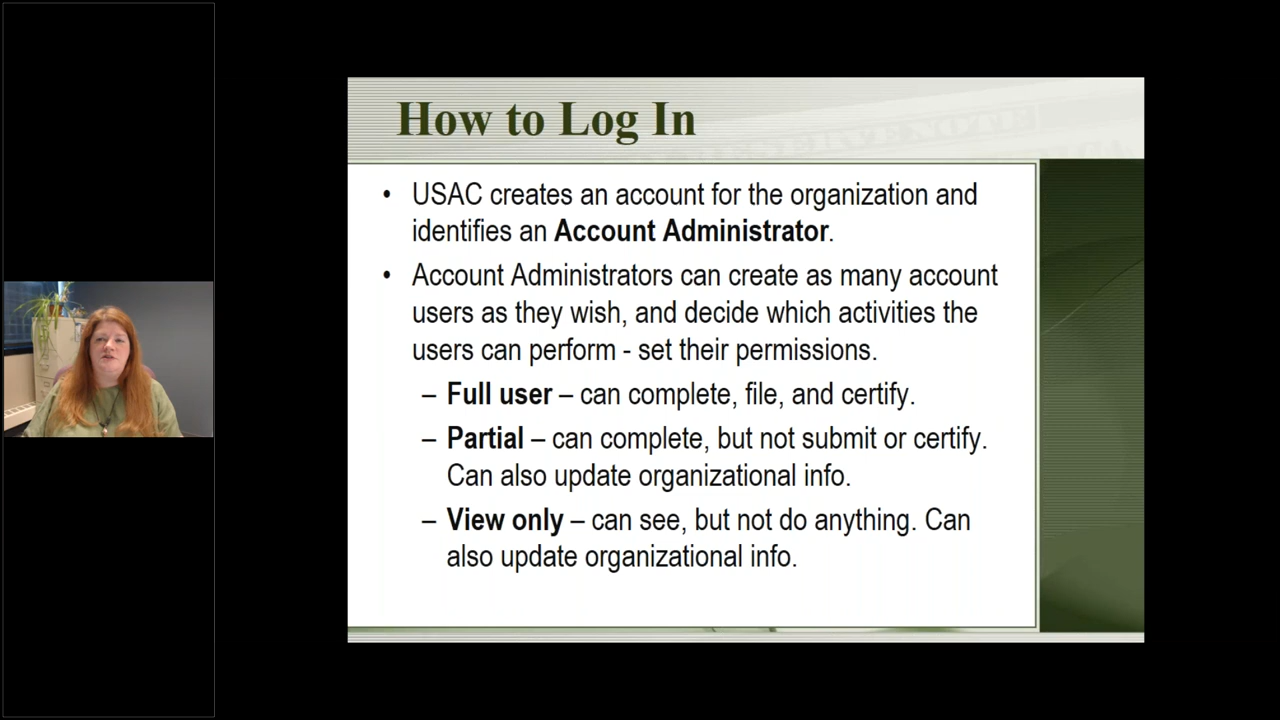 How to Log In
• USAC creates an account for the organization and
identifies an Account Administrator.
• Account Administrators can create as many account
users as they wish, and decide which activities the
users can perform - set their permissions.
– Full user – can complete, file, and certify.
– Partial – can complete, but not submit or certify.
Can also update organizational info.
– View only – can see, but not do anything. Can
also update organizational info.